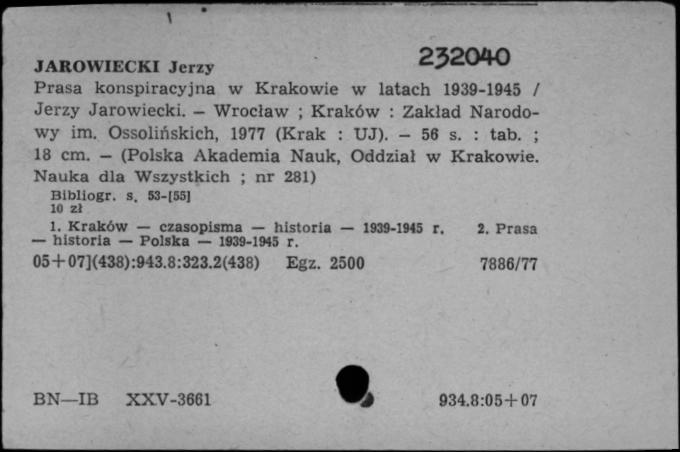 232040
JAROWIECKI Jerzy
Prasa konspiracyjna w Krakowie w latach 1939-1945 /
Jerzy Jarowiecki. — Wrocław ; Kraków : Zakład Narodo-
wy im. Ossolińskich, 1977 (Krak : UJ). — 56 s. : tab. ;
18 cm. — (Polska Akademia Nauk, Oddział w Krakowie.
Nauka dla Wszystkich ; nr 281)
Bibliogr. s. 53-[55]
10 zł
1. Kraków — czasopisma — historia — 1939-1945 r. 2. Prasa
— historia — Polska — 1939-1945 r.
05+07](438):943.8:323.2(438) Egz. 2500 7886/77
BN—IB XXV-3661 934.8:05+07